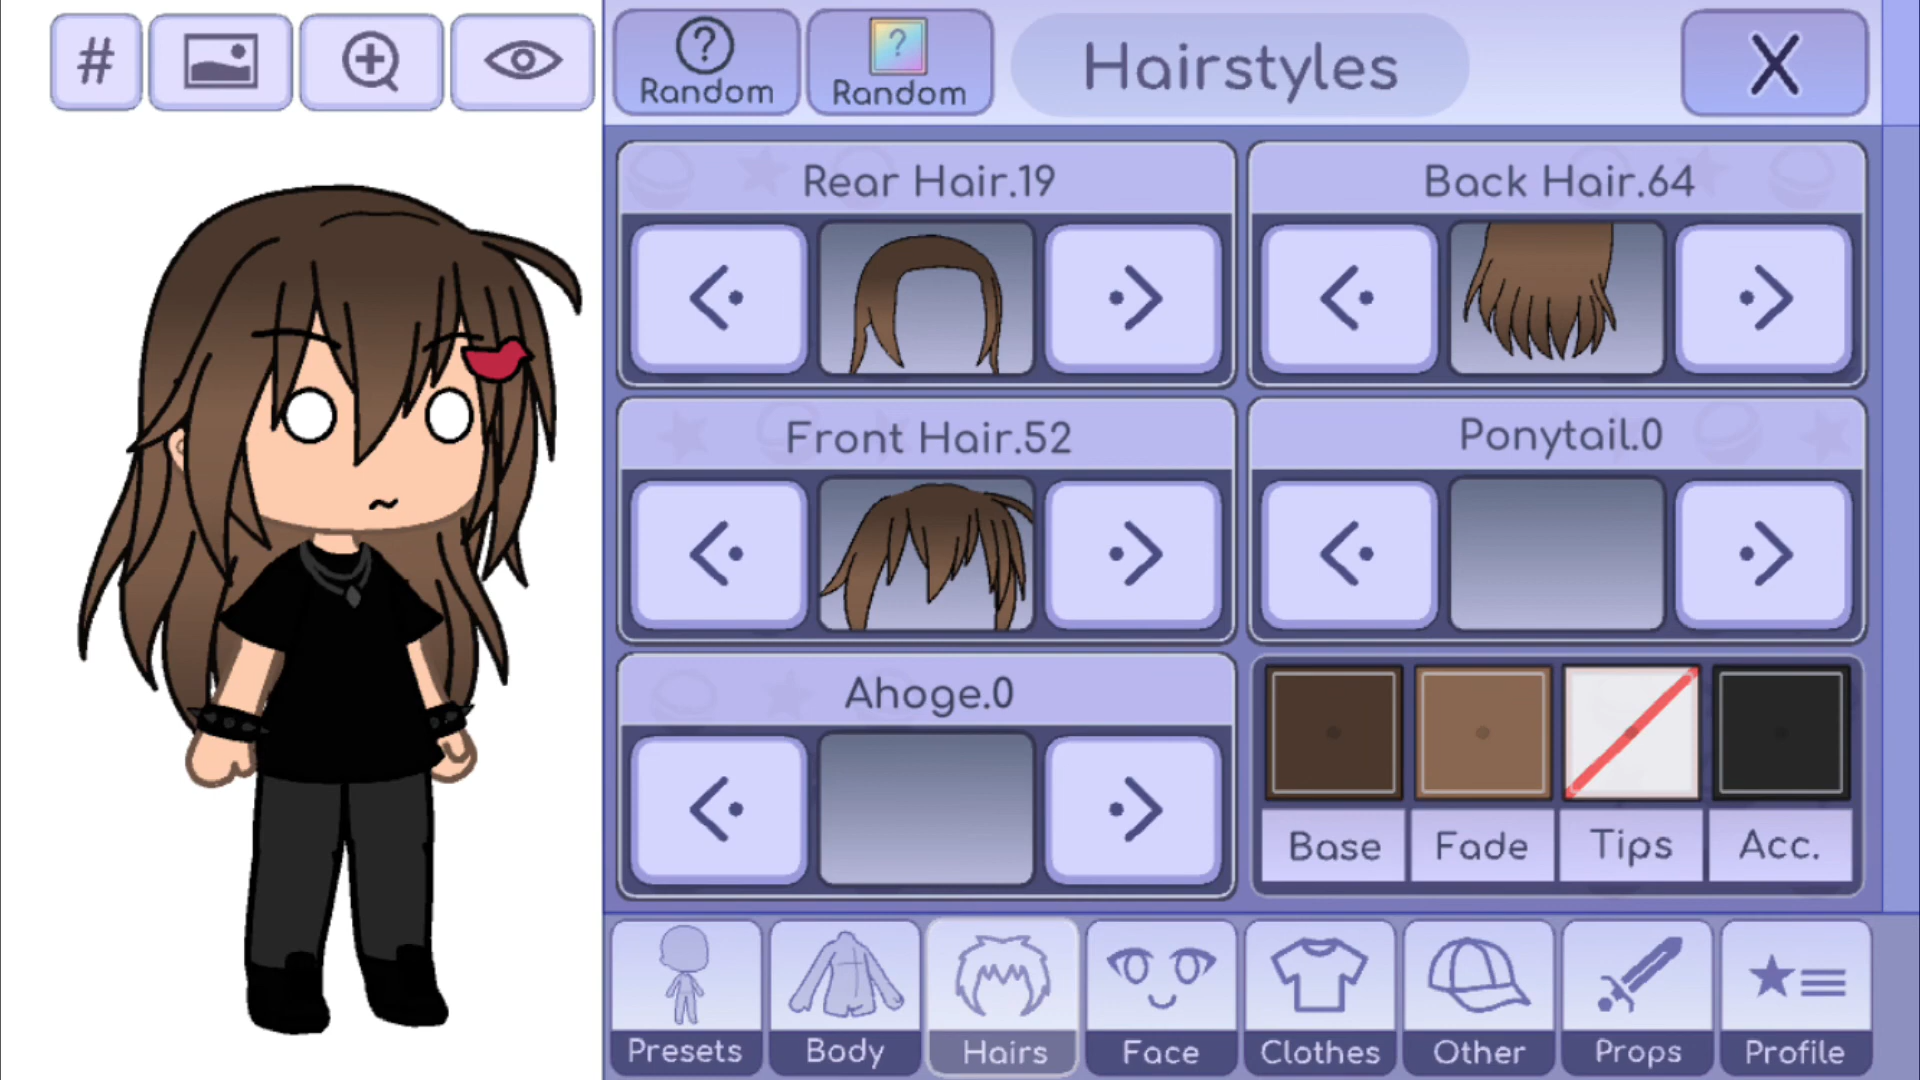 #
? Random
? Random
Hairstyles
X
Rear Hair.19
Back Hair.64
Front Hair.52
Ponytail.0
Ahoge.0
Base
Fade
Tips
Acc.
Presets
Body
Hairs
Face
Clothes
Other
Props
Profile